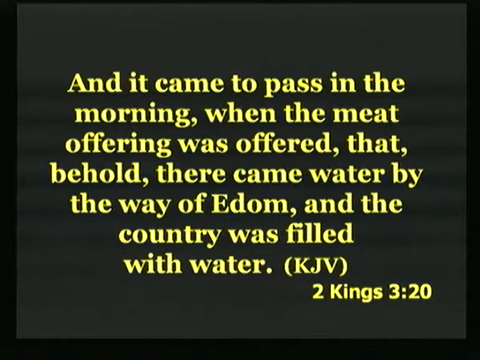 And it came to pass in the
morning, when the meat
offering was offered, that,
behold, there came water by
the way of Edom, and the
country was filled
with water. (KJV)
2 Kings 3:20